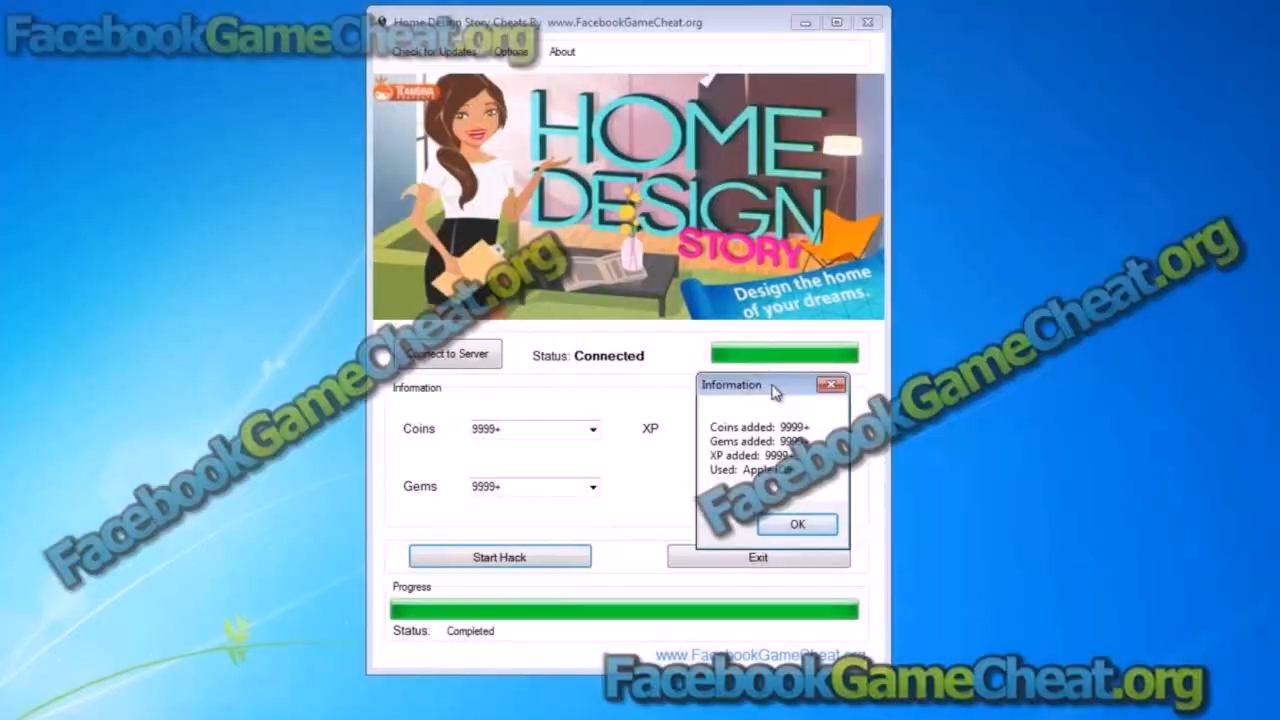 Home Design Story Cheats By www.FacebookGameCheat.org
FacebookGameCheat.org
Check for Updates Options About
HOME
DESIGN
STORY
Design the home
of your dreams.
FacebookGameCheat.org
FacebookGameCheat.org
Connect to Server
Status: Connected
Information
Information
Coins 9999+ XP
Coins added: 9999+
Gems added: 9999+
XP added: 9999+
Used: Apple iOS
Gems 9999+
OK
Start Hack
Exit
Progress
Status: Completed
www.FacebookGameCheat.org
FacebookGameCheat.org